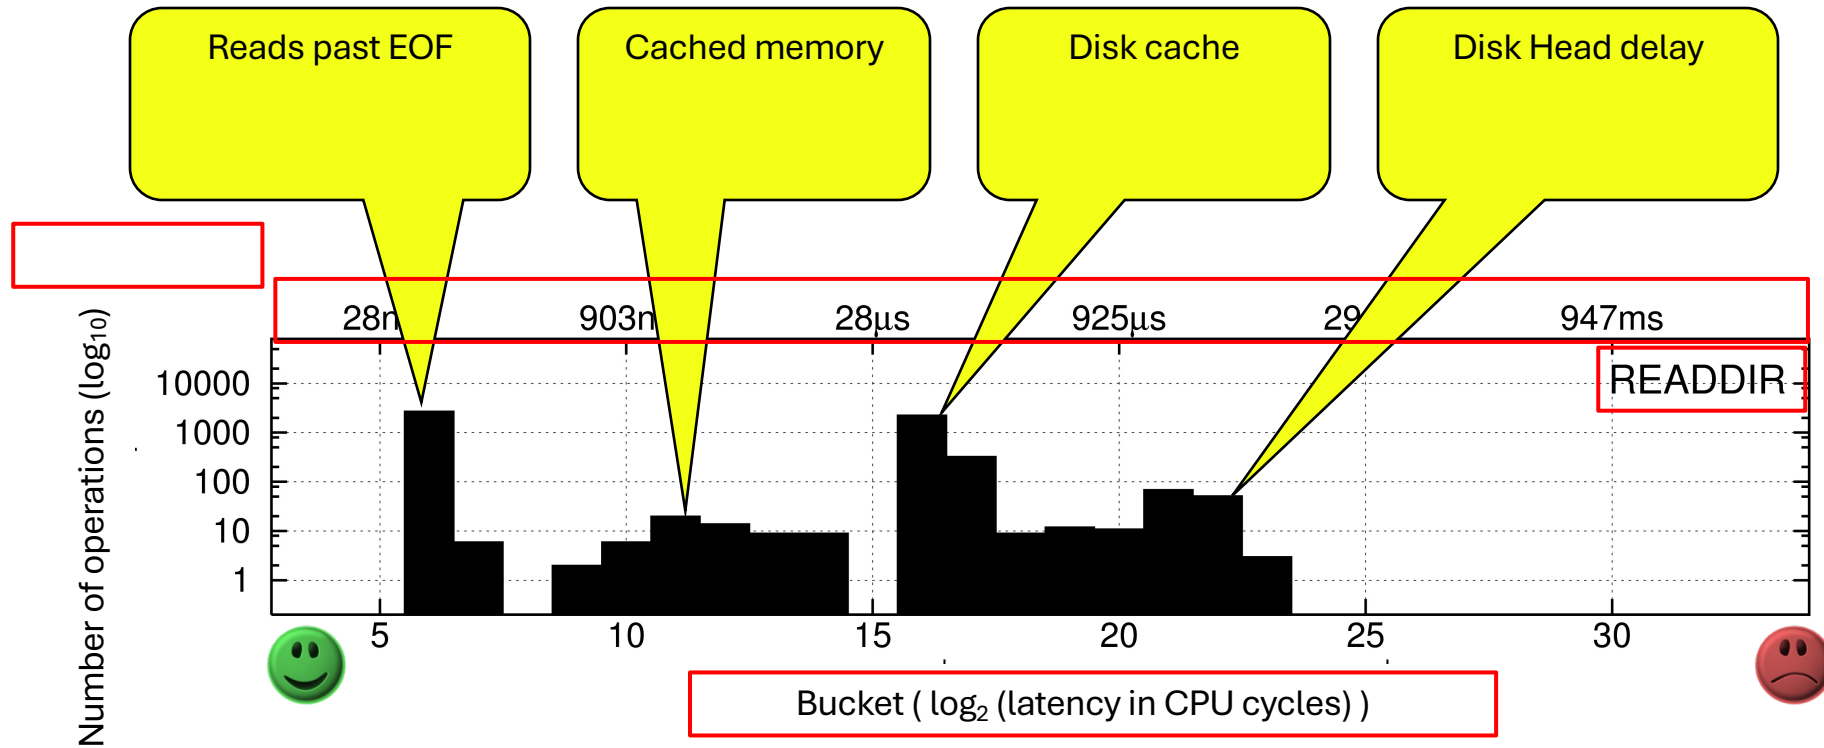 Reads past EOF
Cached memory
Disk cache
Disk Head delay
28n 903n 28µs 925µs 29 947ms
READDIR
Number of operations (log10)
10000
1000
100
10
1
5 10 15 20 25 30
Bucket ( log2 (latency in CPU cycles) )